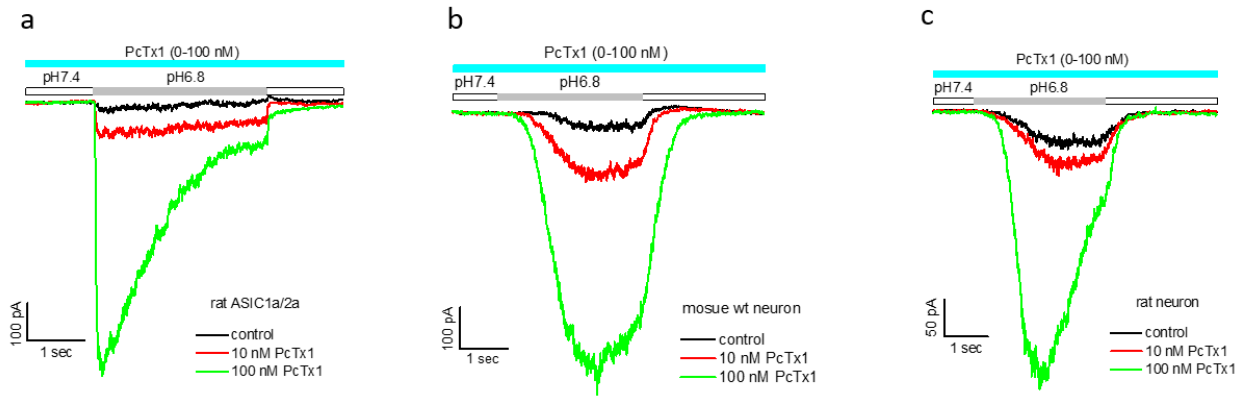 a
PcTx1 (0-100 nM)
pH7.4
pH6.8
100 pA
1 sec
rat ASIC1a/2a
control
10 nM PcTx1
100 nM PcTx1
b
PcTx1 (0-100 nM)
pH7.4
pH6.8
100 pA
1 sec
mosue wt neuron
control
10 nM PcTx1
100 nM PcTx1
c
PcTx1 (0-100 nM)
pH7.4
pH6.8
50 pA
1 sec
rat neuron
control
10 nM PcTx1
100 nM PcTx1